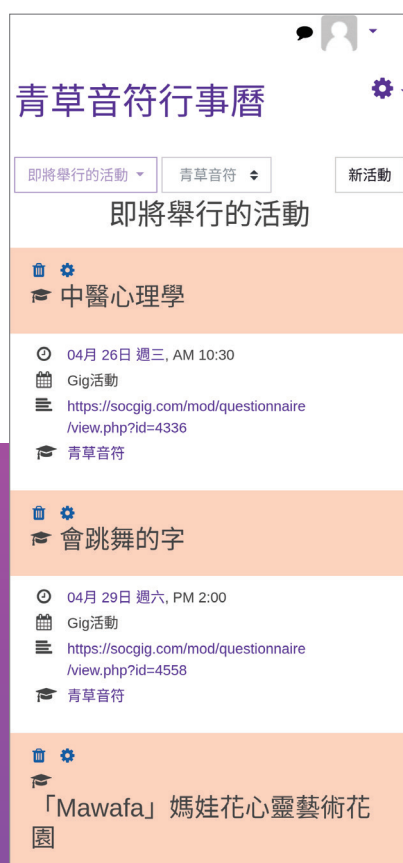 青草音符行事曆
即將舉行的活動
青草音符
新活動
即將舉行的活動
中醫心理學
04月 26日 週三, AM 10:30
Gig活動
https://socgig.com/mod/questionnaire
/view.php?id=4336
青草音符
會跳舞的字
04月 29日 週六, PM 2:00
Gig活動
https://socgig.com/mod/questionnaire
/view.php?id=4558
青草音符
「Mawafa」媽娃花心靈藝術花
園